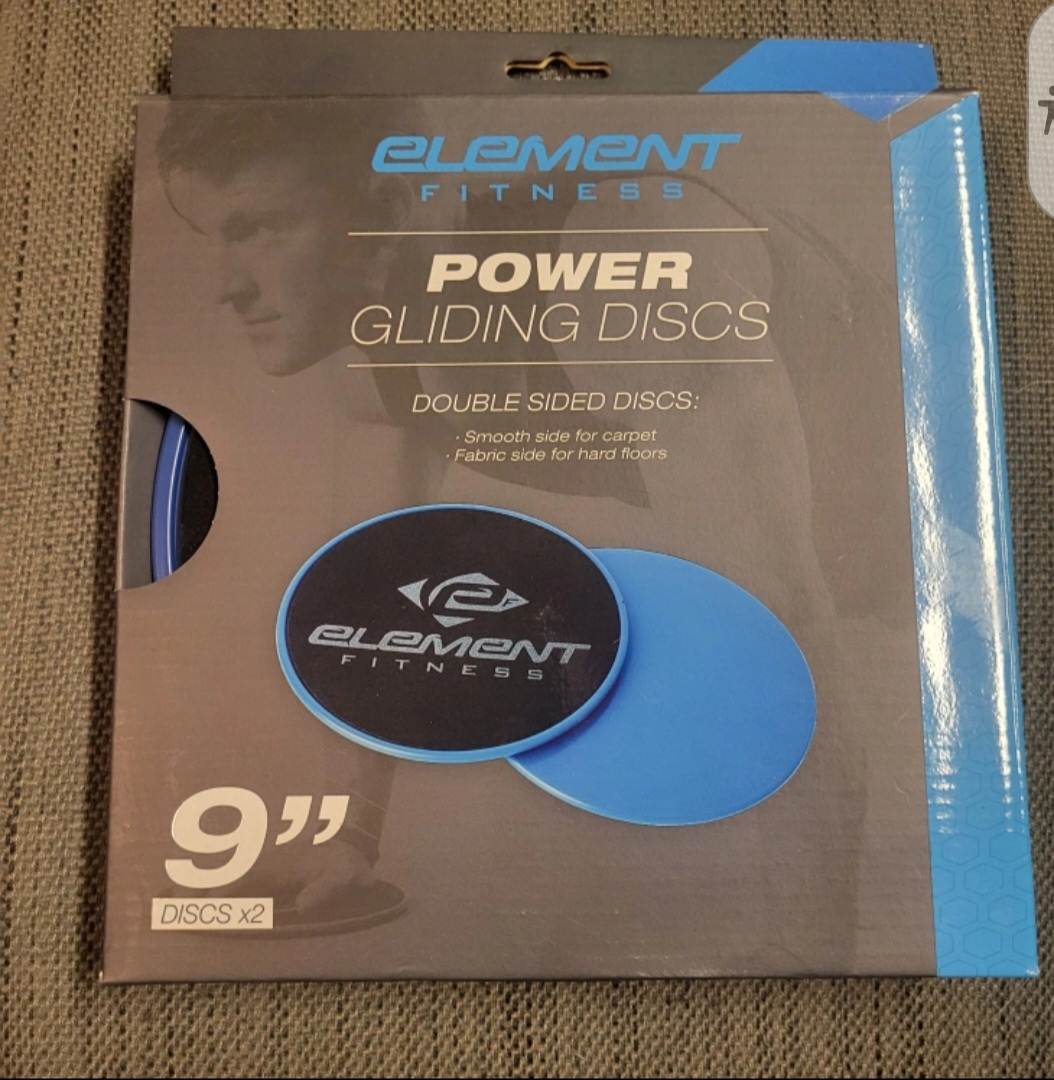 ELEMENT
FITNESS
POWER
GLIDING DISCS
DOUBLE SIDED DISCS:
· Smooth side for carpet
· Fabric side for hard floors
e F
ELEMENT
FITNESS
9”
DISCS x2